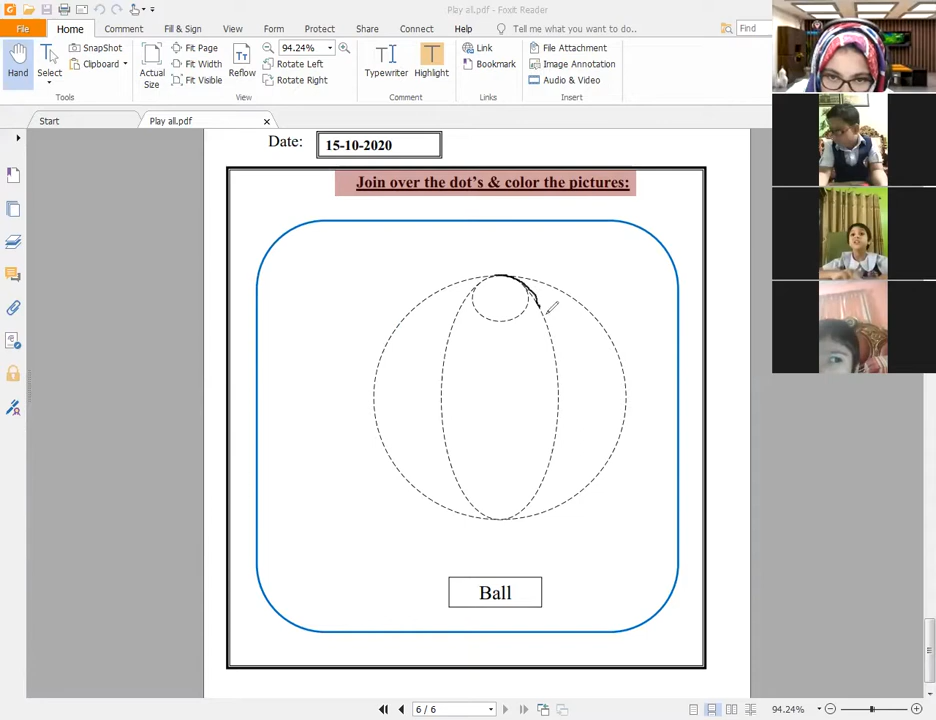 Play all.pdf - Foxit Reader
File
Home
Comment
Fill & Sign
View
Form
Protect
Share
Connect
Help
Tell me what you want to do..
Find
Hand
Select
SnapShot
Clipboard
Actual
Size
Fit Page
Fit Width
Fit Visible
94.24%
Reflow
Rotate Left
Rotate Right
Typewriter
Highlight
Link
Bookmark
File Attachment
Image Annotation
Audio & Video
Tools
View
Comment
Links
Insert
Start
Play all.pdf
Date:
15-10-2020
Join over the dot's & color the pictures:
Ball
6 / 6
94.24%